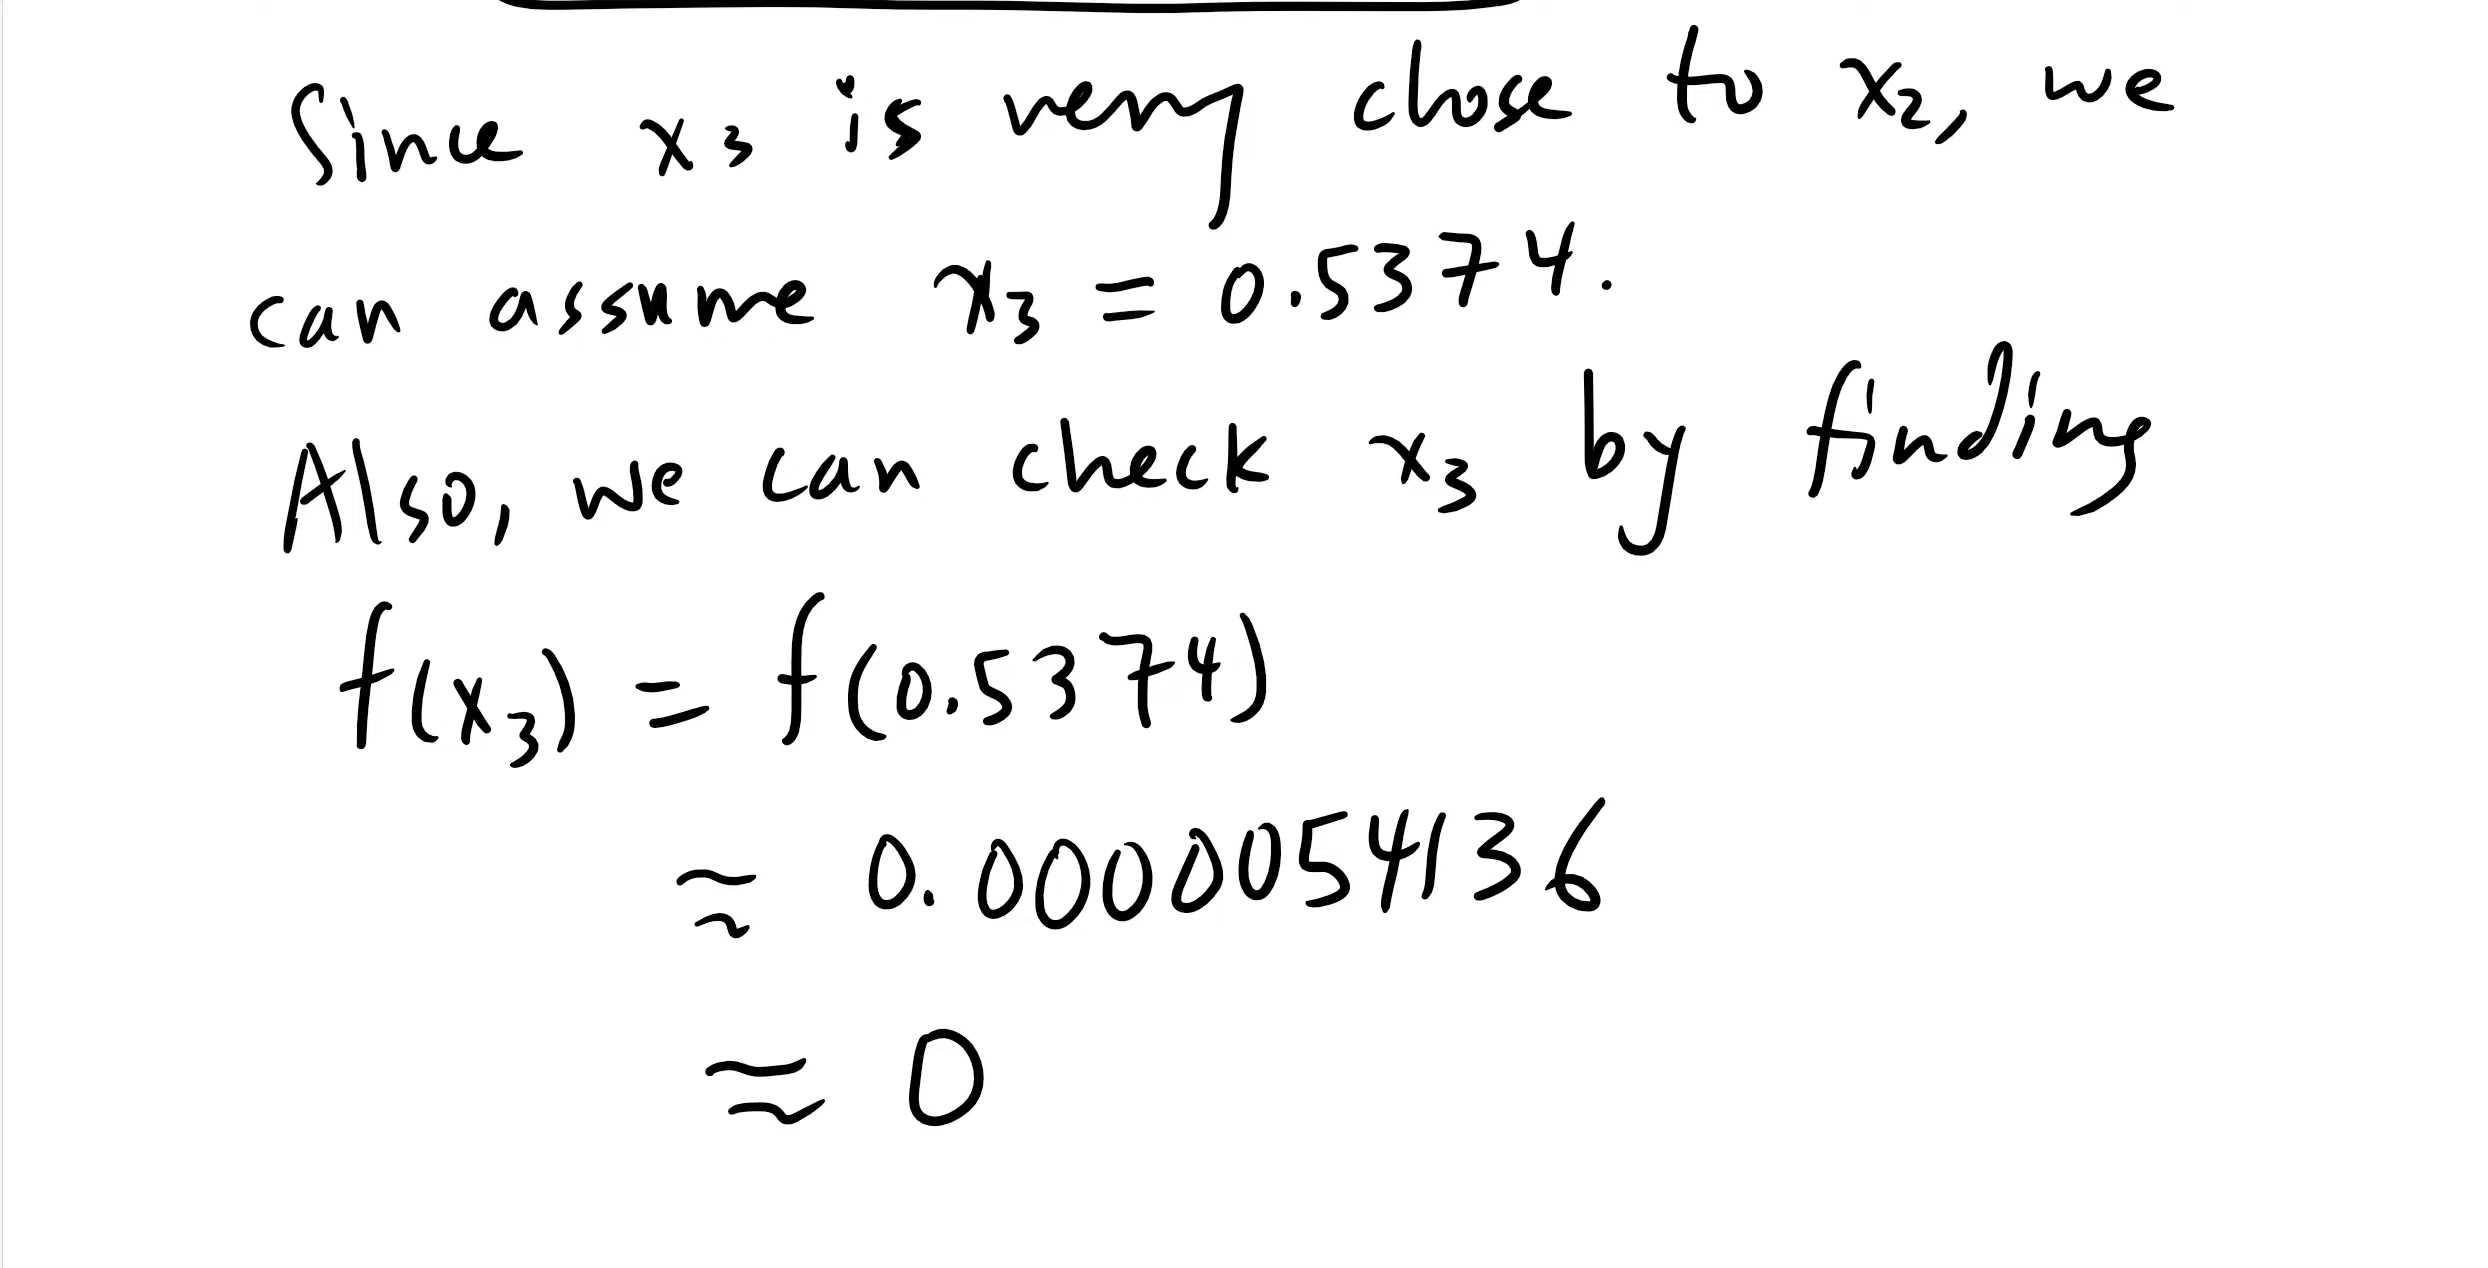 Since x₃ is very close to x₂, we
can assume x₃ = 0.5374.
Also, we can check x₃ by finding
f(x₃) = f(0.5374)
≈ 0.0000054136
≈ 0